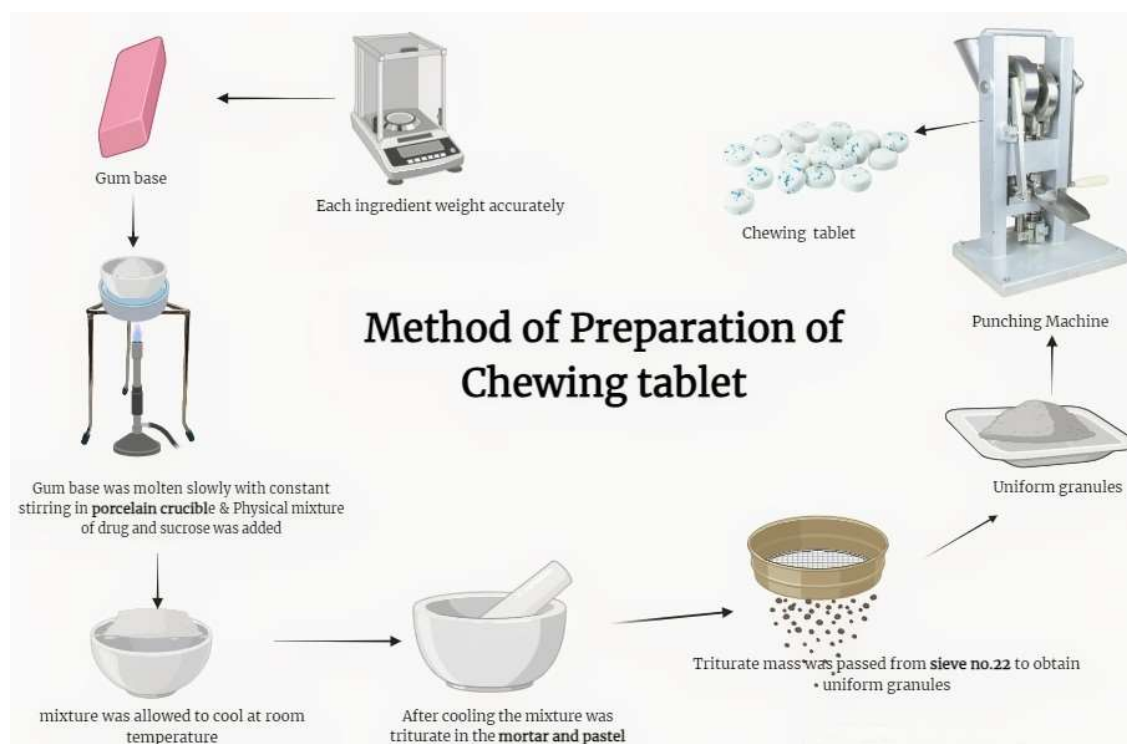 Gum base
Each ingredient weight accurately
Chewing tablet
Punching Machine
Method of Preparation of
Chewing tablet
Uniform granules
Gum base was molten slowly with constant
stirring in porcelain crucible & Physical mixture
of drug and sucrose was added
Triturate mass was passed from sieve no.22 to obtain
uniform granules
mixture was allowed to cool at room
temperature
After cooling the mixture was
triturate in the mortar and pastel